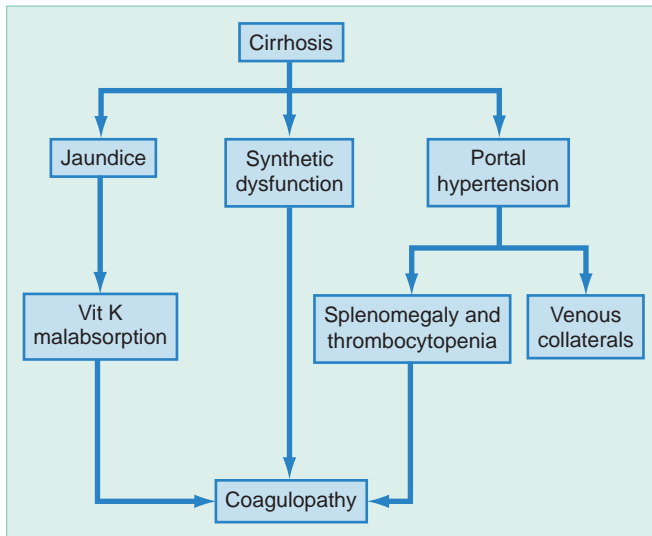 Cirrhosis
Jaundice
Synthetic
dysfunction
Portal
hypertension
Vit K
malabsorption
Splenomegaly and
thrombocytopenia
Venous
collaterals
Coagulopathy